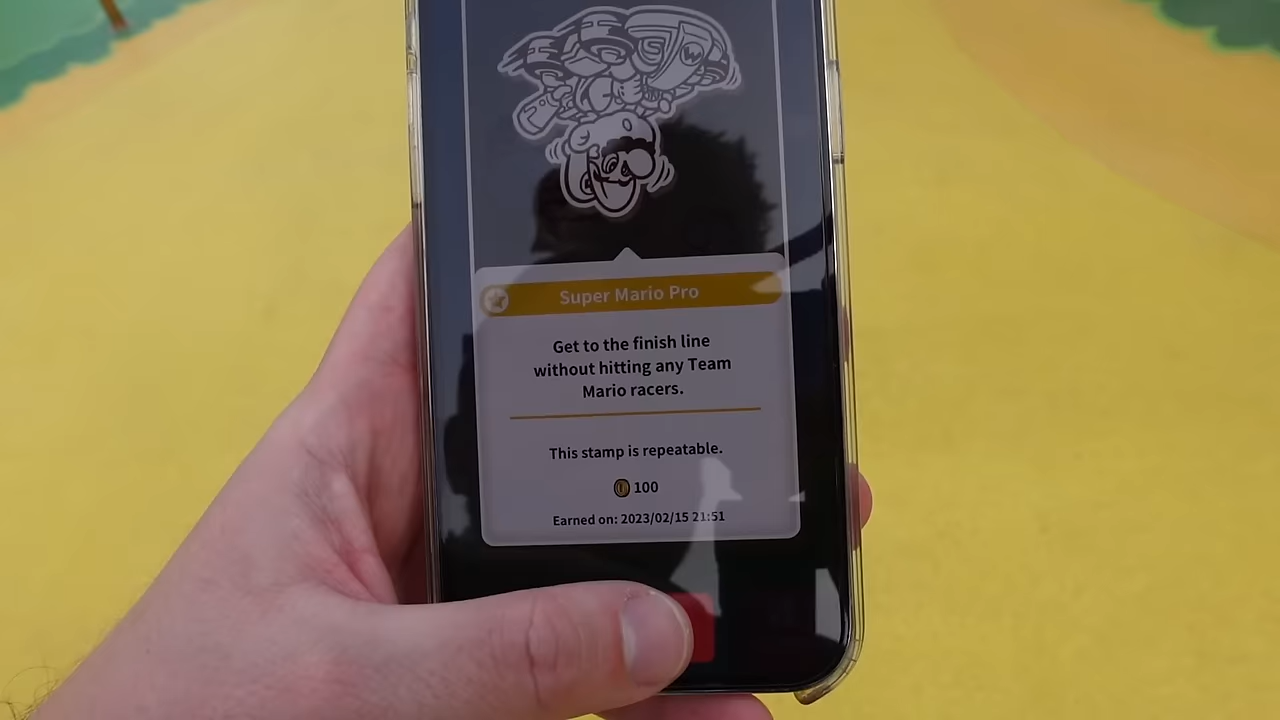 Super Mario Pro
Get to the finish line
without hitting any Team
Mario racers.
This stamp is repeatable.
100
Earned on: 2023/02/15 21:51